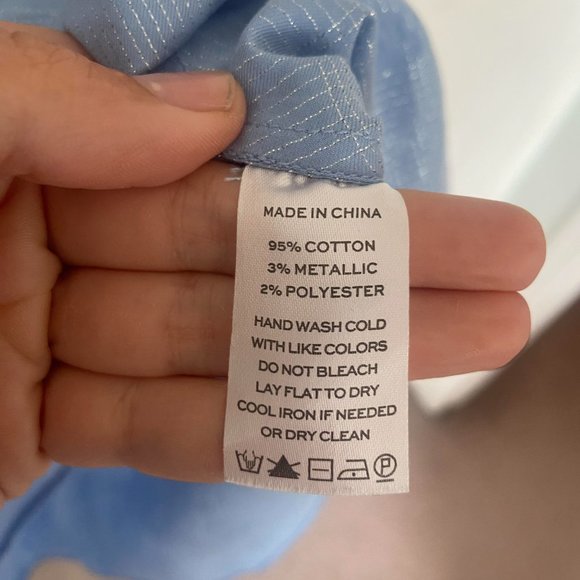 MADE IN CHINA
95% COTTON
3% METALLIC
2% POLYESTER
HAND WASH COLD
WITH LIKE COLORS
DO NOT BLEACH
LAY FLAT TO DRY
COOL IRON IF NEEDED
OR DRY CLEAN
P